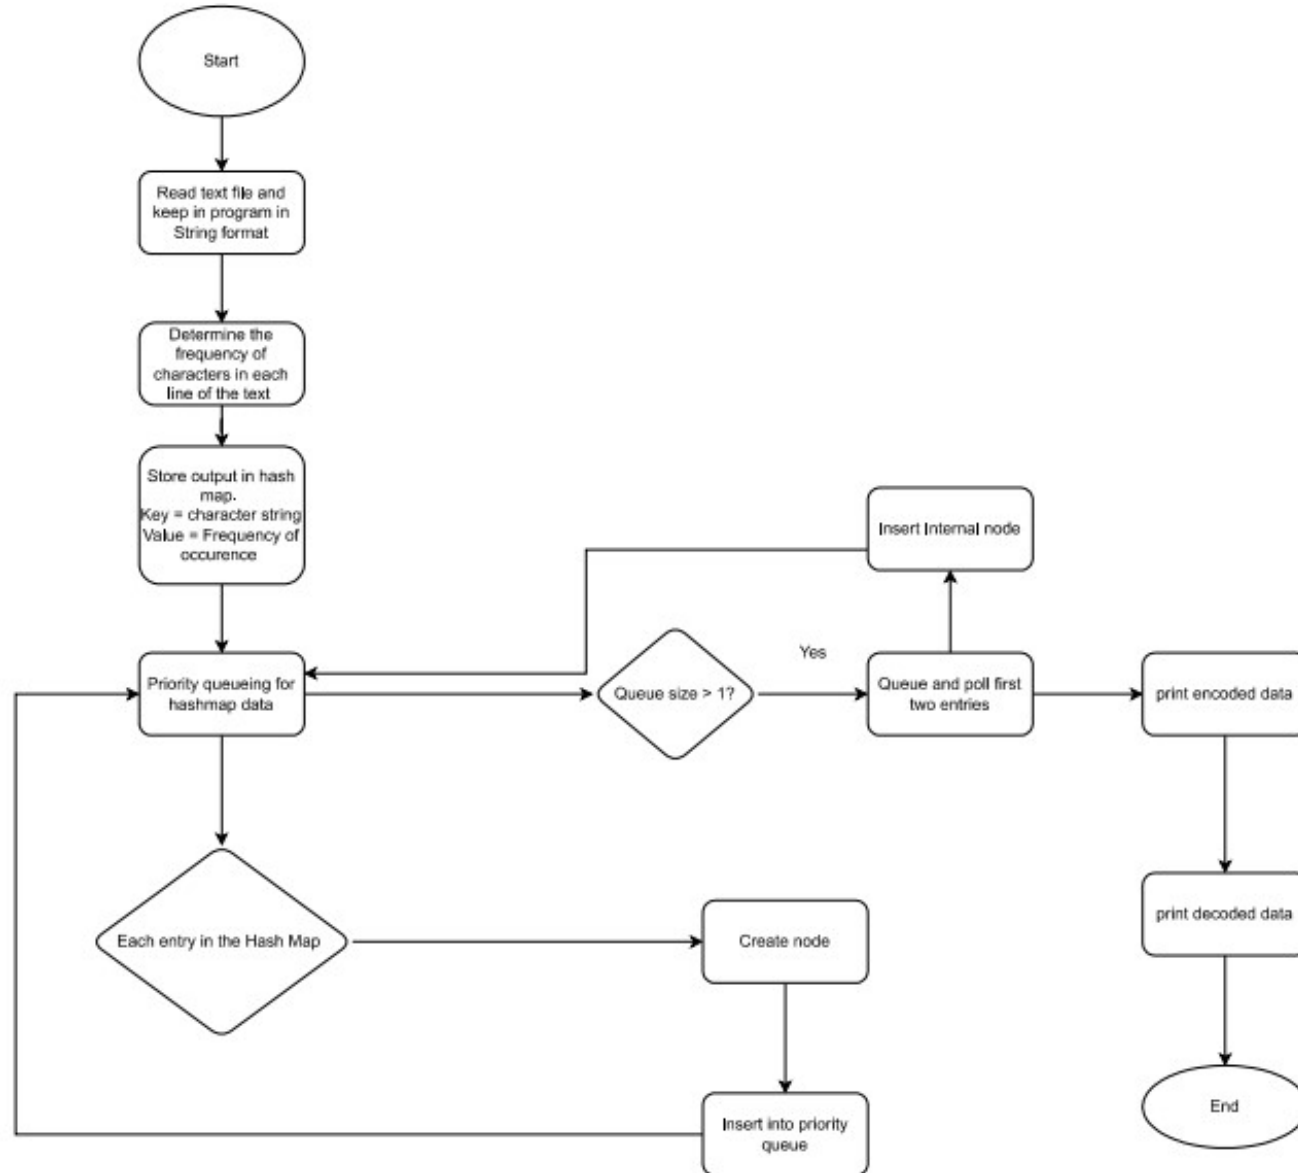 Start
Read text file and
keep in program in
String format
Determine the
frequency of
characters in each
line of the text
Store output in hash
map.
Key = character string
Value = Frequency of
occurence
Insert Internal node
Yes
Priority queueing for
hashmap data
Queue size > 1?
Queue and poll first
two entries
print encoded data
print decoded data
Each entry in the Hash Map
Create node
Insert into priority
queue
End